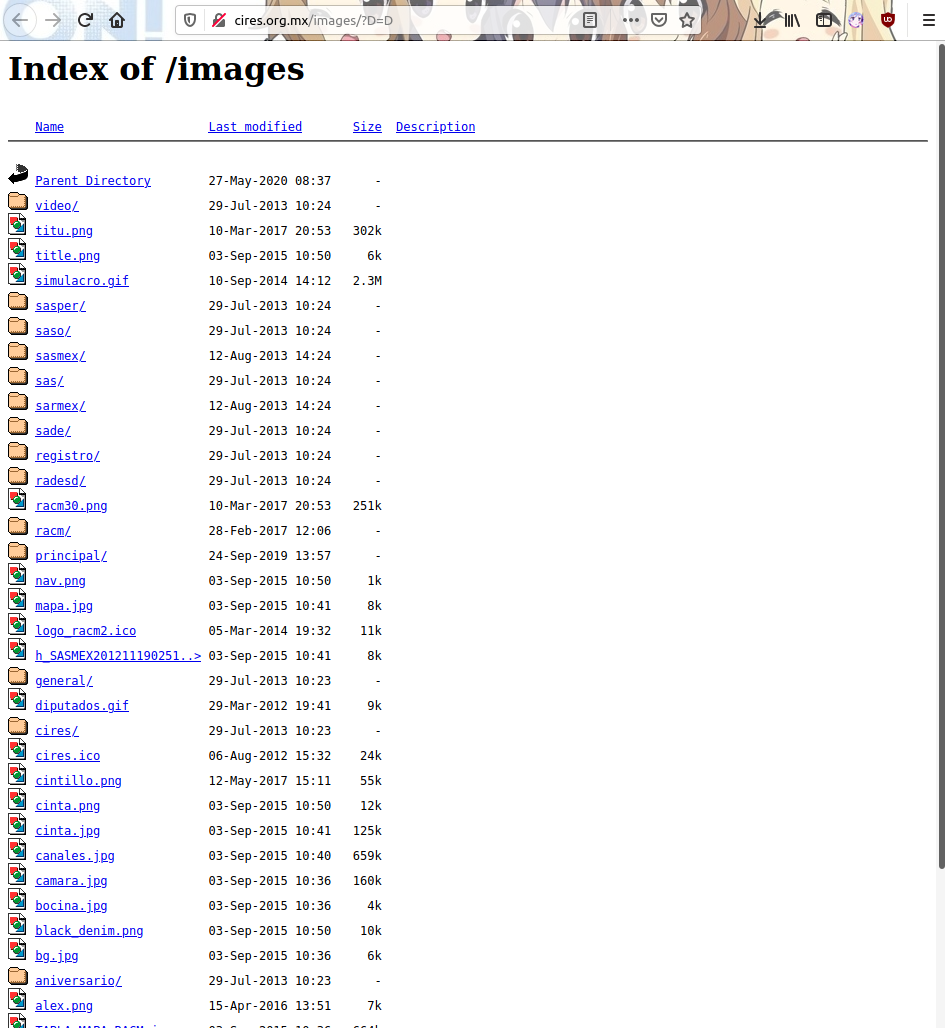 cires.org.mx/images/?D=D
Index of /images
Name Last modified Size Description
Parent Directory 27-May-2020 08:37 -
video/ 29-Jul-2013 10:24 -
titu.png 10-Mar-2017 20:53 302k
title.png 03-Sep-2015 10:50 6k
simulacro.gif 10-Sep-2014 14:12 2.3M
sasper/ 29-Jul-2013 10:24 -
saso/ 29-Jul-2013 10:24 -
sasmex/ 12-Aug-2013 14:24 -
sas/ 29-Jul-2013 10:24 -
sarmex/ 12-Aug-2013 14:24 -
sade/ 29-Jul-2013 10:24 -
registro/ 29-Jul-2013 10:24 -
radesd/ 29-Jul-2013 10:24 -
racm30.png 10-Mar-2017 20:53 251k
racm/ 28-Feb-2017 12:06 -
principal/ 24-Sep-2019 13:57 -
nav.png 03-Sep-2015 10:50 1k
mapa.jpg 03-Sep-2015 10:41 8k
logo_racm2.ico 05-Mar-2014 19:32 11k
h_SASMEX201211190251..> 03-Sep-2015 10:41 8k
general/ 29-Jul-2013 10:23 -
diputados.gif 29-Mar-2012 19:41 9k
cires/ 29-Jul-2013 10:23 -
cires.ico 06-Aug-2012 15:32 24k
cintillo.png 12-May-2017 15:11 55k
cinta.png 03-Sep-2015 10:50 12k
cinta.jpg 03-Sep-2015 10:41 125k
canales.jpg 03-Sep-2015 10:40 659k
camara.jpg 03-Sep-2015 10:36 160k
bocina.jpg 03-Sep-2015 10:36 4k
black_denim.png 03-Sep-2015 10:50 10k
bg.jpg 03-Sep-2015 10:36 6k
aniversario/ 29-Jul-2013 10:23 -
alex.png 15-Apr-2016 13:51 7k